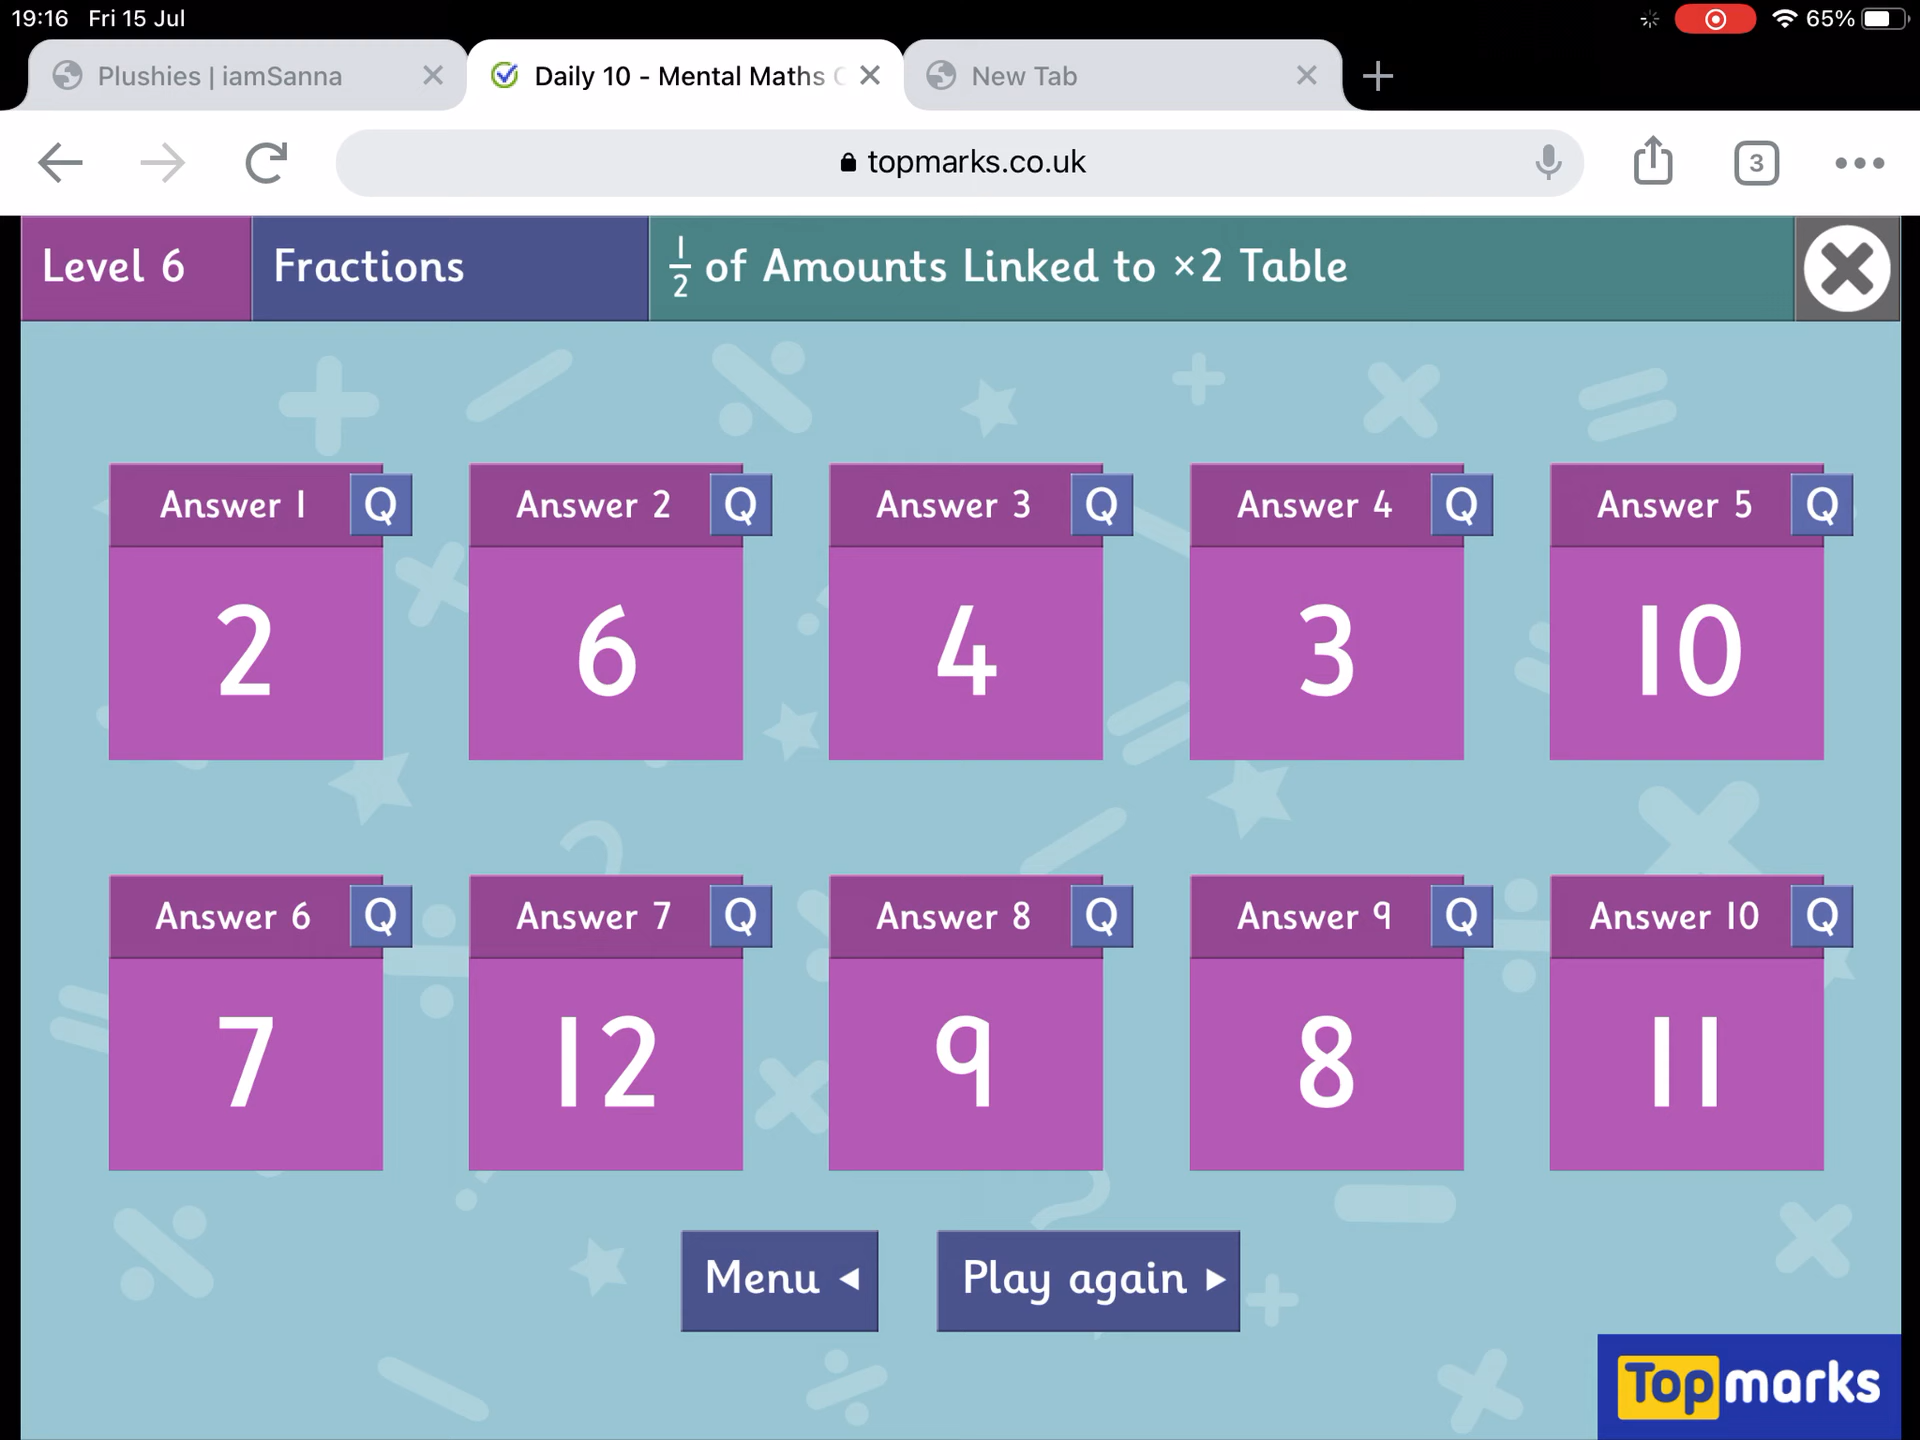 19:16 Fri 15 Jul 65%
Plushies | iamSanna Daily 10 - Mental Maths New Tab
topmarks.co.uk 3
Level 6 Fractions 1/2 of Amounts Linked to ×2 Table
Answer 1 Q Answer 2 Q Answer 3 Q Answer 4 Q Answer 5 Q
2 6 4 3 10
Answer 6 Q Answer 7 Q Answer 8 Q Answer 9 Q Answer 10 Q
7 12 9 8 11
Menu Play again
Topmarks